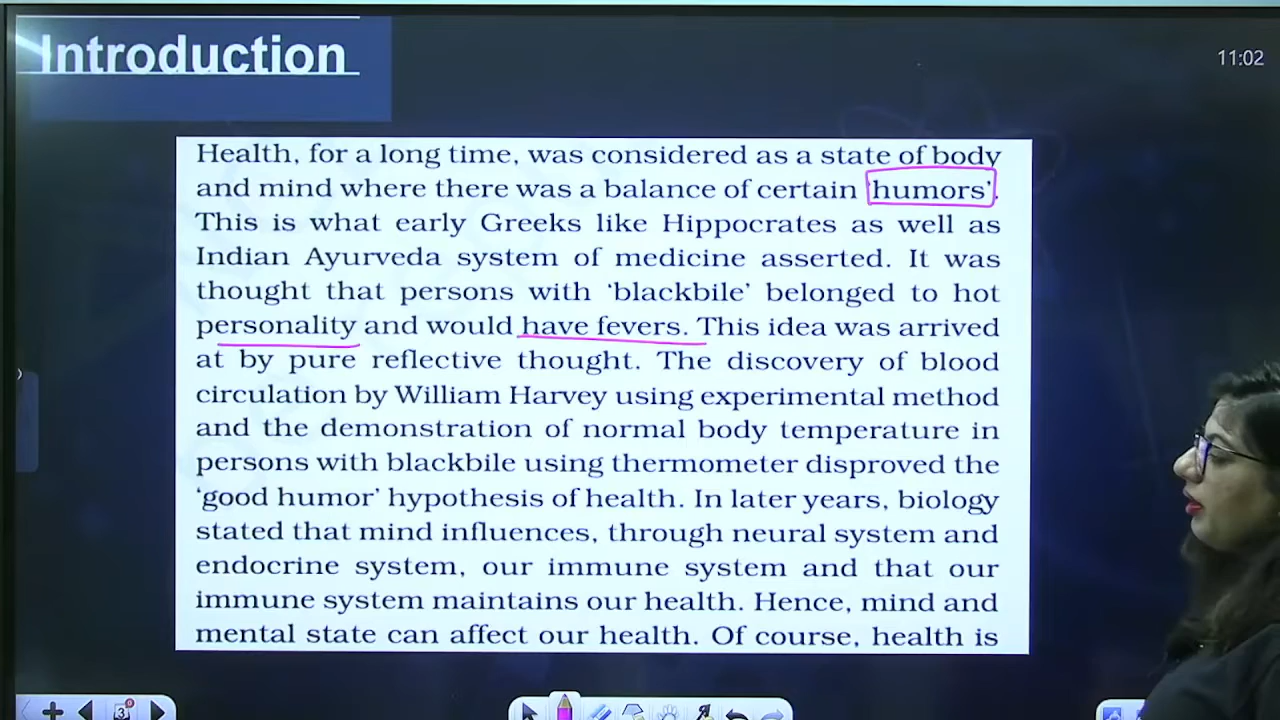 Introduction
11:02
Health, for a long time, was considered as a state of body
and mind where there was a balance of certain 'humors'.
This is what early Greeks like Hippocrates as well as
Indian Ayurveda system of medicine asserted. It was
thought that persons with 'blackbile' belonged to hot
personality and would have fevers. This idea was arrived
at by pure reflective thought. The discovery of blood
circulation by William Harvey using experimental method
and the demonstration of normal body temperature in
persons with blackbile using thermometer disproved the
'good humor' hypothesis of health. In later years, biology
stated that mind influences, through neural system and
endocrine system, our immune system and that our
immune system maintains our health. Hence, mind and
mental state can affect our health. Of course, health is
3